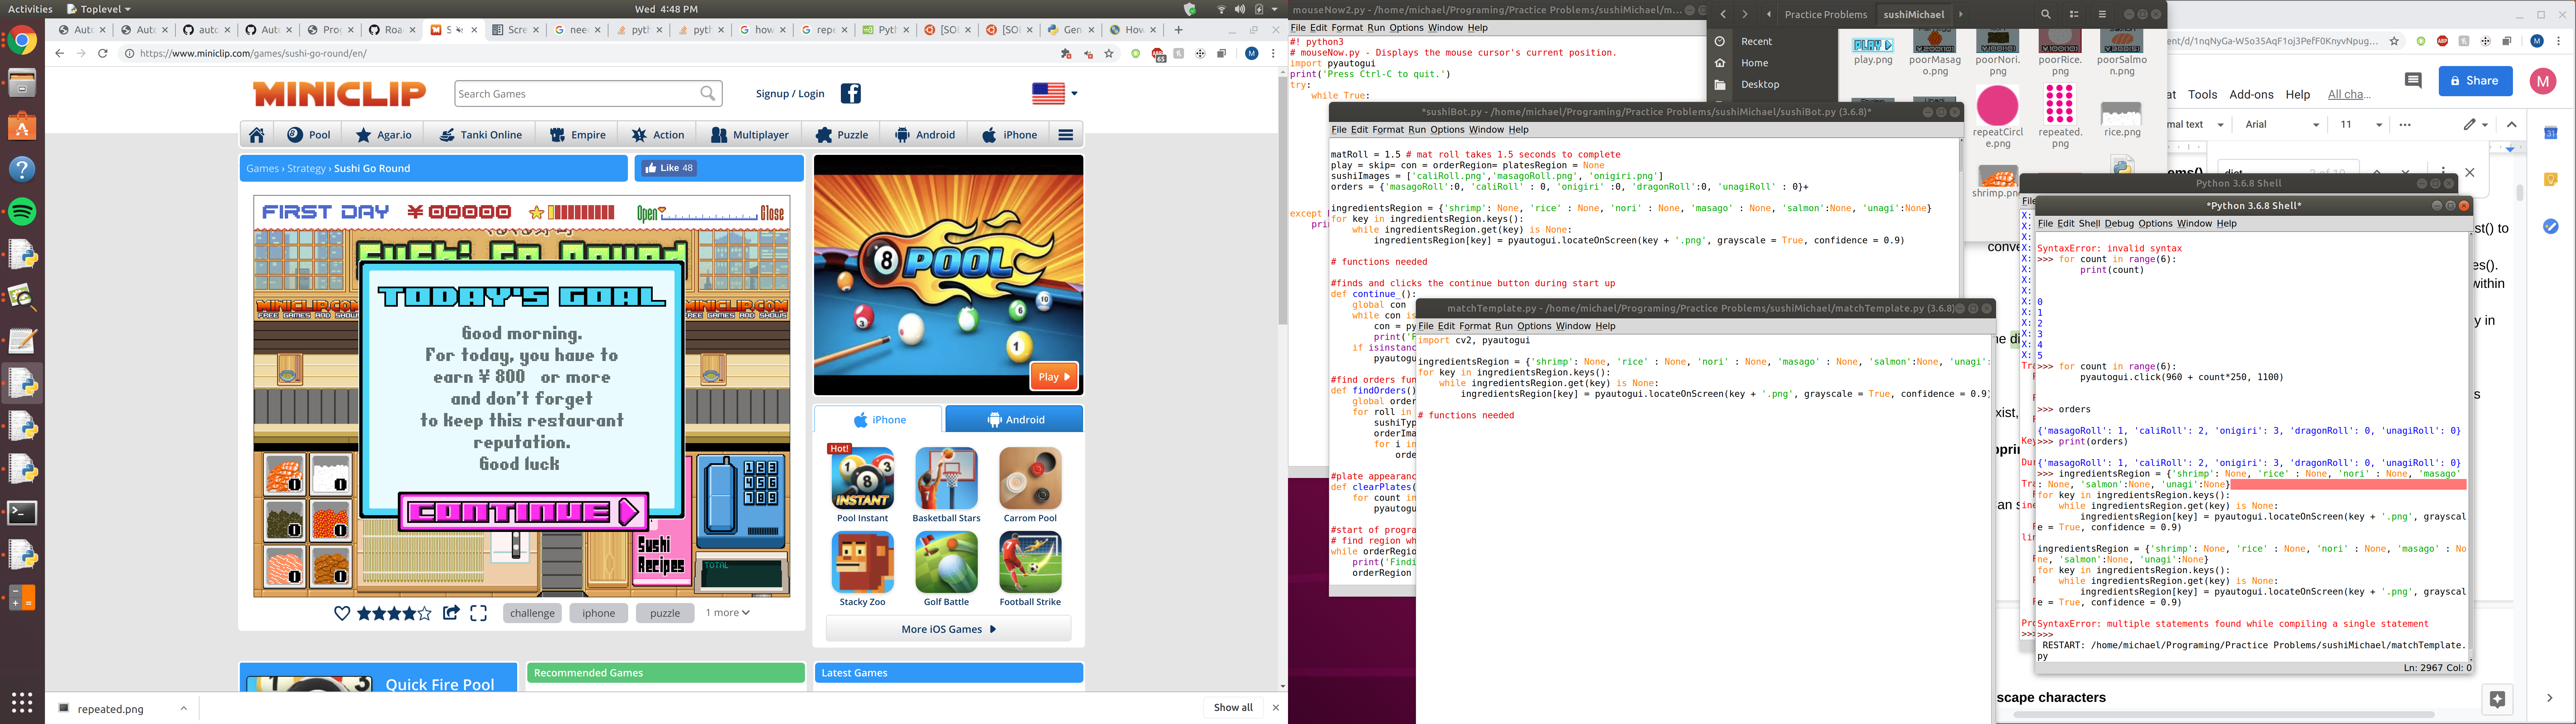 Activities
Toplevel
Wed 4:48 PM
https://www.miniclip.com/games/sushi-go-round/en/
MINICLIP
Search Games
Signup / Login
Pool
Agar.io
Tanki Online
Empire
Action
Multiplayer
Puzzle
Android
iPhone
Games › Strategy › Sushi Go Round
Like 48
FIRST DAY
¥00000
Open
Close
Sushi Go Round
MINICLIP.COM
FREE GAMES AND SHOWS
TODAY'S GOAL
Good morning.
For today, you have to
earn ¥ 800 or more
and don't forget
to keep this restaurant
reputation.
Good luck
CONTINUE
Sushi
Recipes
TOTAL
challenge
iphone
puzzle
1 more
8 POOL
Play
iPhone
Android
Hot!
Pool Instant
Basketball Stars
Carrom Pool
Stacky Zoo
Golf Battle
Football Strike
More iOS Games
Quick Fire Pool
Recommended Games
Latest Games
repeated.png
Show all
mouseNow2.py - /home/michael/Programing/Practice Problems/sushiMichael/m...
File Edit Format Run Options Window Help
#! python3
# mouseNow.py - Displays the mouse cursor's current position.
import pyautogui
print('Press Ctrl-C to quit.')
try:
while True:
*sushiBot.py - /home/michael/Programing/Practice Problems/sushiMichael/sushiBot.py (3.6.8)*
File Edit Format Run Options Window Help
matRoll = 1.5 # mat roll takes 1.5 seconds to complete
play = skip= con = orderRegion= platesRegion = None
sushiImages = ['caliRoll.png','masagoRoll.png', 'onigiri.png']
orders = {'masagoRoll':0, 'caliRoll' : 0, 'onigiri' :0, 'dragonRoll':0, 'unagiRoll' : 0}+
ingredientsRegion = {'shrimp': None, 'rice' : None, 'nori' : None, 'masago' : None, 'salmon':None, 'unagi':None}
for key in ingredientsRegion.keys():
while ingredientsRegion.get(key) is None:
ingredientsRegion[key] = pyautogui.locateOnScreen(key + '.png', grayscale = True, confidence = 0.9)
# functions needed
#finds and clicks the continue button during start up
def continue_():
global con
while con is
con = py
print('F
if isinstanc
pyautogu
#find orders fun
def findOrders()
global order
for roll in
sushiTyp
orderIma
for i in
orde
#plate appearanc
def clearPlates(
for count in
pyautogu
#start of progra
# find region wh
while orderRegio
print('Findi
orderRegion
matchTemplate.py - /home/michael/Programing/Practice Problems/sushiMichael/matchTemplate.py (3.6.8)
File Edit Format Run Options Window Help
import cv2, pyautogui
ingredientsRegion = {'shrimp': None, 'rice' : None, 'nori' : None, 'masago' : None, 'salmon':None, 'unagi':
for key in ingredientsRegion.keys():
while ingredientsRegion.get(key) is None:
ingredientsRegion[key] = pyautogui.locateOnScreen(key + '.png', grayscale = True, confidence = 0.9)
# functions needed
Practice Problems
sushiMichael
Recent
Home
Desktop
play.png
poorMasago.png
poorNori.png
poorRice.png
poorSalmon.png
repeatCircle.png
repeated.png
rice.png
shrimp.png
Python 3.6.8 Shell
*Python 3.6.8 Shell*
File Edit Shell Debug Options Window Help
SyntaxError: invalid syntax
>>> for count in range(6):
print(count)
0
1
2
3
4
5
>>> for count in range(6):
pyautogui.click(960 + count*250, 1100)
>>> orders
{'masagoRoll': 1, 'caliRoll': 2, 'onigiri': 3, 'dragonRoll': 0, 'unagiRoll': 0}
>>> print(orders)
{'masagoRoll': 1, 'caliRoll': 2, 'onigiri': 3, 'dragonRoll': 0, 'unagiRoll': 0}
>>> ingredientsRegion = {'shrimp': None, 'rice' : None, 'nori' : None, 'masago'
: None, 'salmon':None, 'unagi':None}
for key in ingredientsRegion.keys():
while ingredientsRegion.get(key) is None:
ingredientsRegion[key] = pyautogui.locateOnScreen(key + '.png', grayscal
e = True, confidence = 0.9)
ingredientsRegion = {'shrimp': None, 'rice' : None, 'nori' : None, 'masago' : No
ne, 'salmon':None, 'unagi':None}
for key in ingredientsRegion.keys():
while ingredientsRegion.get(key) is None:
ingredientsRegion[key] = pyautogui.locateOnScreen(key + '.png', grayscal
e = True, confidence = 0.9)
SyntaxError: multiple statements found while compiling a single statement
>>>
RESTART: /home/michael/Programing/Practice Problems/sushiMichael/matchTemplate.
py
Ln: 2967 Col: 0
Share
Tools
Add-ons
Help
All cha...
mal text
Arial
11
scape characters